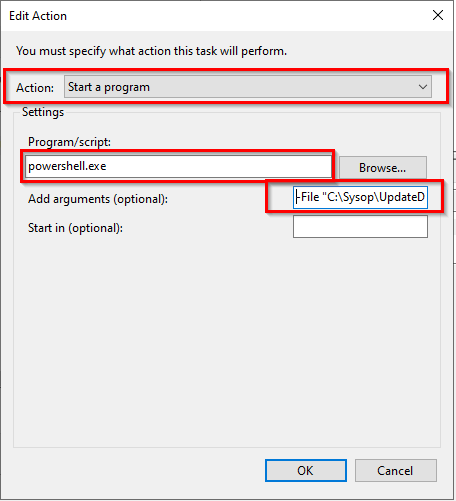 Edit Action
You must specify what action this task will perform.
Action: Start a program
Settings
Program/script:
powershell.exe Browse...
Add arguments (optional): -File "C:\Sysop\UpdateD
Start in (optional):
OK Cancel